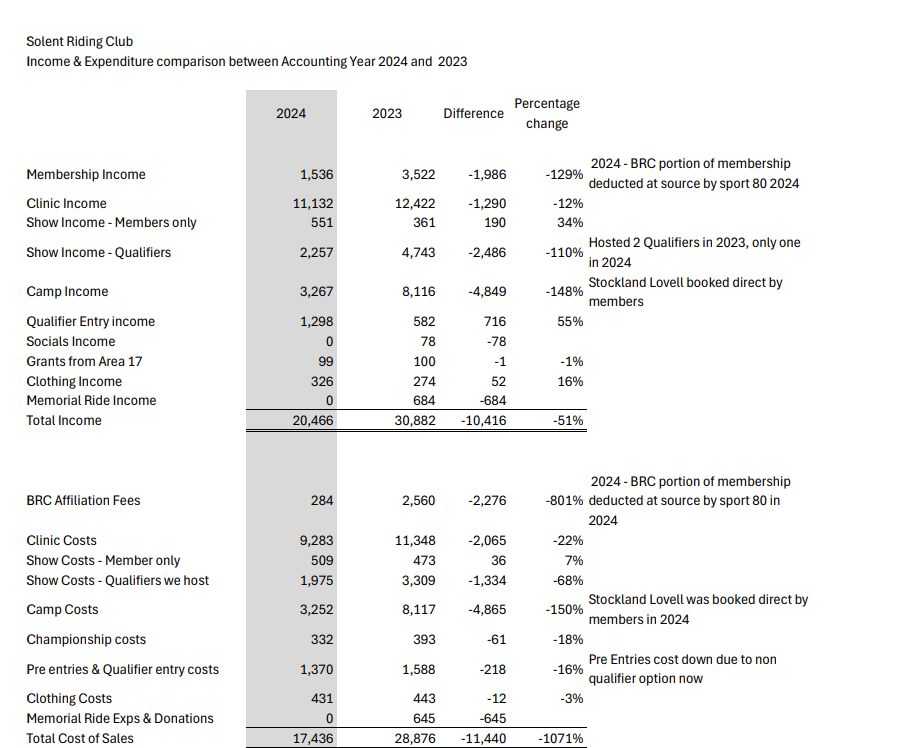 Solent Riding Club
Income & Expenditure comparison between Accounting Year 2024 and 2023
2024 2023 Difference Percentage change
Membership Income 1,536 3,522 -1,986 -129% 2024 - BRC portion of membership
deducted at source by sport 80 2024
Clinic Income 11,132 12,422 -1,290 -12%
Show Income - Members only 551 361 190 34%
Show Income - Qualifiers 2,257 4,743 -2,486 -110% Hosted 2 Qualifiers in 2023, only one
in 2024
Camp Income 3,267 8,116 -4,849 -148% Stockland Lovell booked direct by
members
Qualifier Entry income 1,298 582 716 55%
Socials Income 0 78 -78
Grants from Area 17 99 100 -1 -1%
Clothing Income 326 274 52 16%
Memorial Ride Income 0 684 -684
Total Income 20,466 30,882 -10,416 -51%
BRC Affiliation Fees 284 2,560 -2,276 -801% 2024 - BRC portion of membership
deducted at source by sport 80 in
2024
Clinic Costs 9,283 11,348 -2,065 -22%
Show Costs - Member only 509 473 36 7%
Show Costs - Qualifiers we host 1,975 3,309 -1,334 -68%
Camp Costs 3,252 8,117 -4,865 -150% Stockland Lovell was booked direct by
members in 2024
Championship costs 332 393 -61 -18%
Pre entries & Qualifier entry costs 1,370 1,588 -218 -16% Pre Entries cost down due to non
qualifier option now
Clothing Costs 431 443 -12 -3%
Memorial Ride Exps & Donations 0 645 -645
Total Cost of Sales 17,436 28,876 -11,440 -1071%